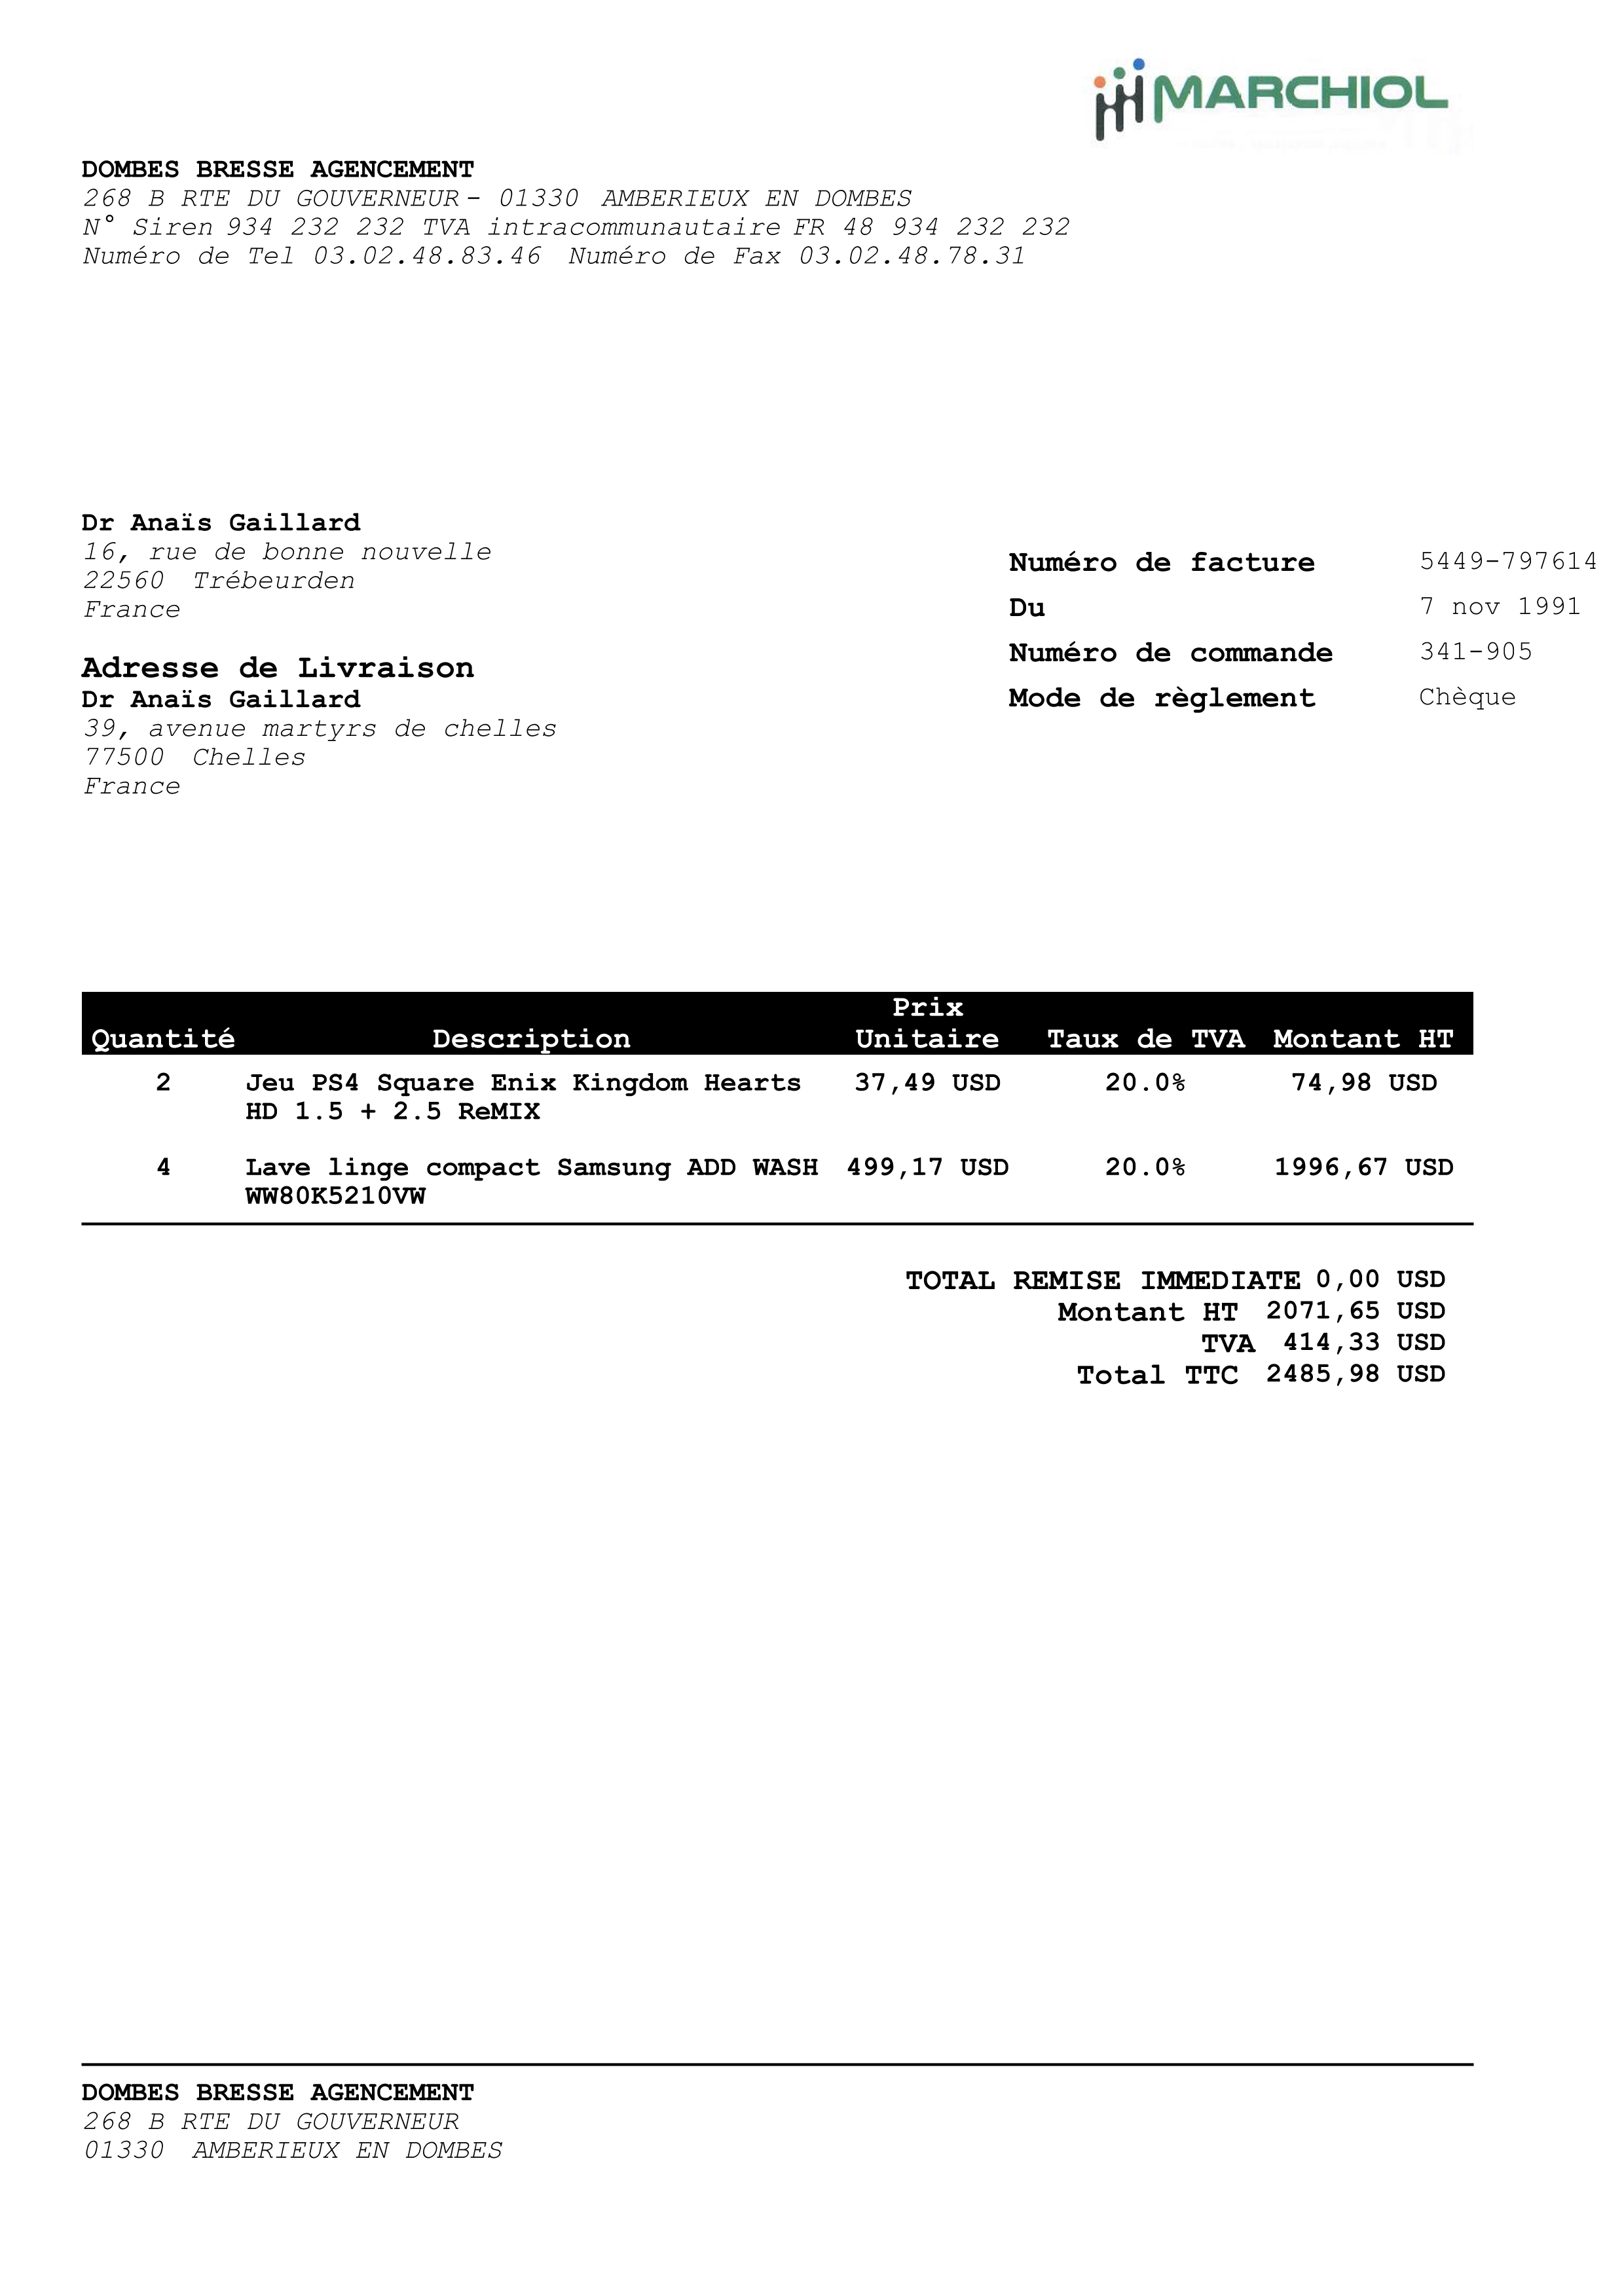 MARCHIOL
DOMBES BRESSE AGENCEMENT
268 B RTE DU GOUVERNEUR - 01330 AMBERIEUX EN DOMBES
N° Siren 934 232 232 TVA intracommunautaire FR 48 934 232 232
Numéro de Tel 03.02.48.83.46 Numéro de Fax 03.02.48.78.31
Dr Anaïs Gaillard
16, rue de bonne nouvelle
22560 Trébeurden
France
Adresse de Livraison
Dr Anaïs Gaillard
39, avenue martyrs de chelles
77500 Chelles
France
Numéro de facture 5449-797614
Du 7 nov 1991
Numéro de commande 341-905
Mode de règlement Chèque
Prix
Quantité Description Unitaire Taux de TVA Montant HT
2 Jeu PS4 Square Enix Kingdom Hearts 37,49 USD 20.0% 74,98 USD
HD 1.5 + 2.5 ReMIX
4 Lave linge compact Samsung ADD WASH 499,17 USD 20.0% 1996,67 USD
WW80K5210VW
TOTAL REMISE IMMEDIATE 0,00 USD
Montant HT 2071,65 USD
TVA 414,33 USD
Total TTC 2485,98 USD
DOMBES BRESSE AGENCEMENT
268 B RTE DU GOUVERNEUR
01330 AMBERIEUX EN DOMBES